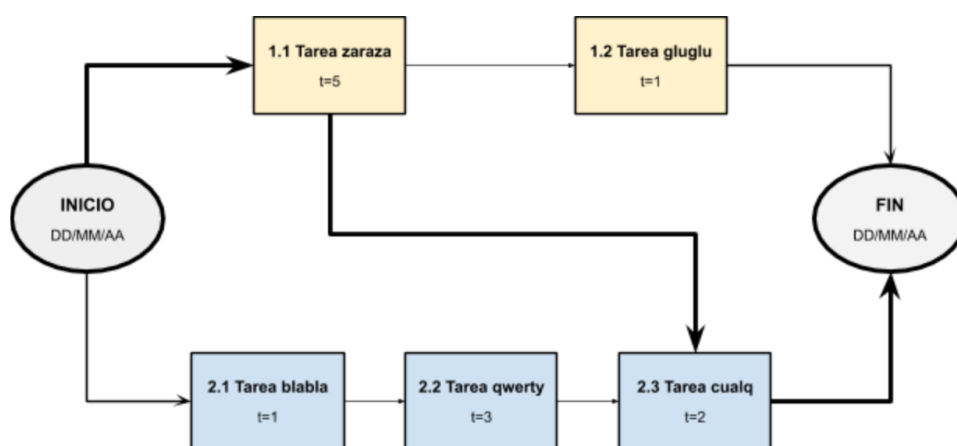 1.1 Tarea zaraza
t=5
1.2 Tarea gluglu
t=1
INICIO
DD/MM/AA
FIN
DD/MM/AA
2.1 Tarea blabla
t=1
2.2 Tarea qwerty
t=3
2.3 Tarea cualq
t=2